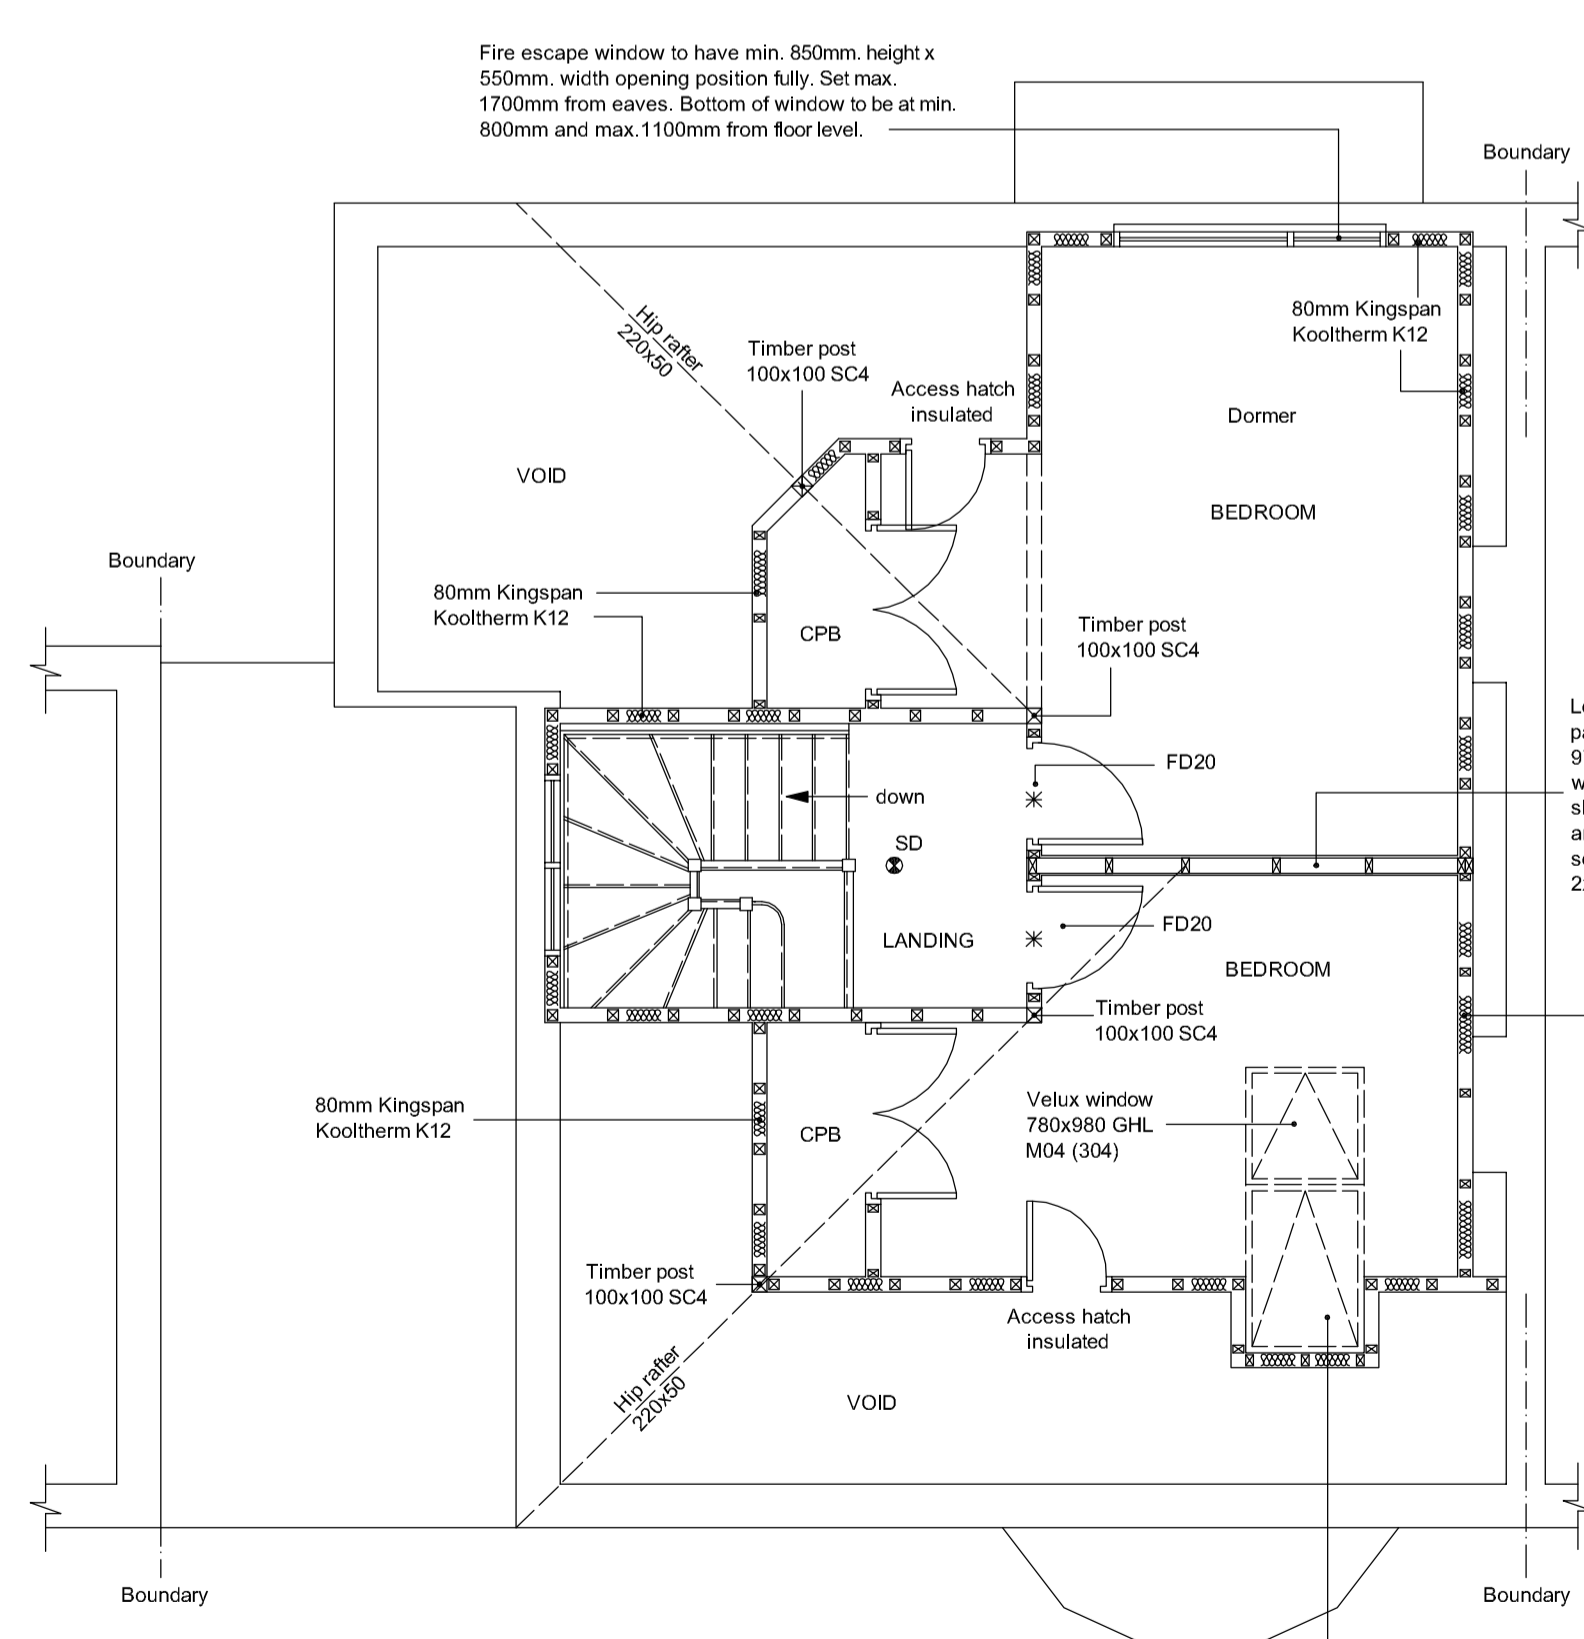 Fire escape window to have min. 850mm. height x
550mm. width opening position fully. Set max.
1700mm from eaves. Bottom of window to be at min.
800mm and max.1100mm from floor level.
Boundary
80mm Kingspan
Kooltherm K12
Hip rafter
220x50
Timber post
100x100 SC4
Access hatch
insulated
Dormer
VOID
BEDROOM
Boundary
80mm Kingspan
Kooltherm K12
CPB
Timber post
100x100 SC4
FD20
down
SD
LANDING
FD20
BEDROOM
Timber post
100x100 SC4
80mm Kingspan
Kooltherm K12
CPB
Velux window
780x980 GHL
M04 (304)
Timber post
100x100 SC4
Access hatch
insulated
Hip rafter
220x50
VOID
Boundary
Boundary